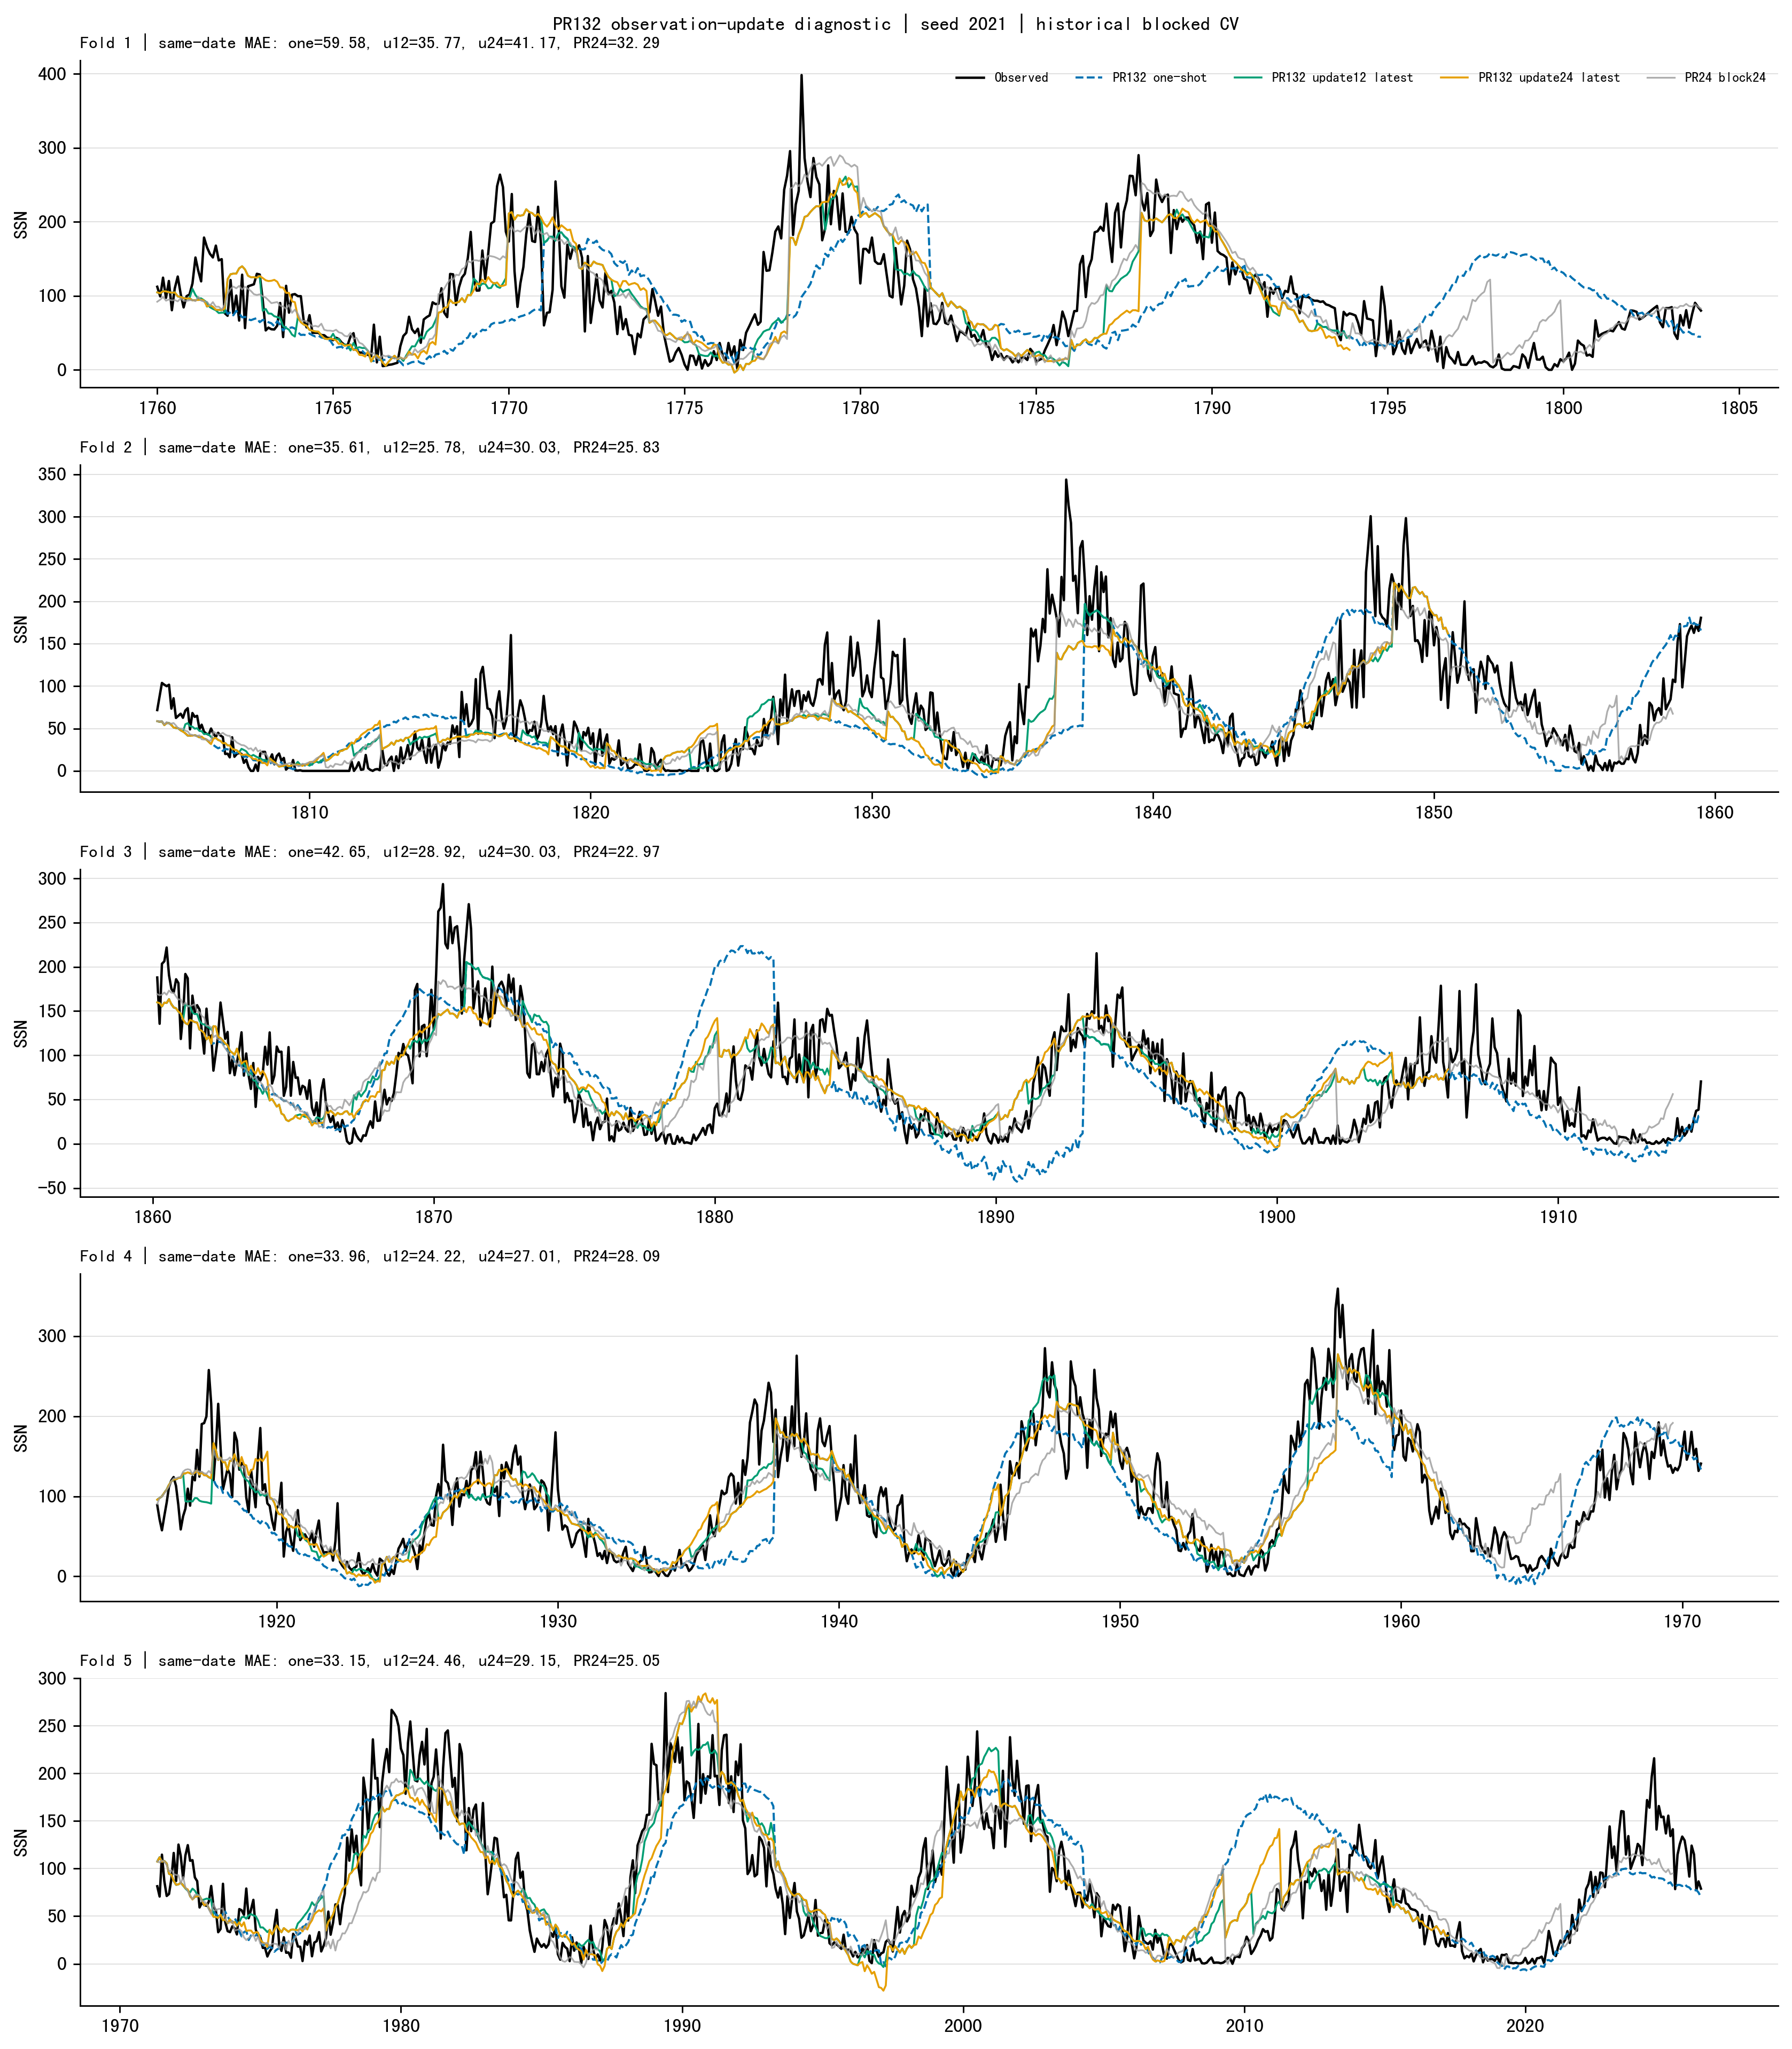 PR132 observation-update diagnostic | seed 2021 | historical blocked CV
Fold 1 | same-date MAE: one=59.58, u12=35.77, u24=41.17, PR24=32.29
Observed PR132 one-shot PR132 update12 latest PR132 update24 latest PR24 block24
SSN
400
300
200
100
0
1760 1765 1770 1775 1780 1785 1790 1795 1800 1805
Fold 2 | same-date MAE: one=35.61, u12=25.78, u24=30.03, PR24=25.83
SSN
350
300
250
200
150
100
50
0
1810 1820 1830 1840 1850 1860
Fold 3 | same-date MAE: one=42.65, u12=28.92, u24=30.03, PR24=22.97
SSN
300
250
200
150
100
50
0
−50
1860 1870 1880 1890 1900 1910
Fold 4 | same-date MAE: one=33.96, u12=24.22, u24=27.01, PR24=28.09
SSN
300
200
100
0
1920 1930 1940 1950 1960 1970
Fold 5 | same-date MAE: one=33.15, u12=24.46, u24=29.15, PR24=25.05
SSN
300
250
200
150
100
50
0
1970 1980 1990 2000 2010 2020